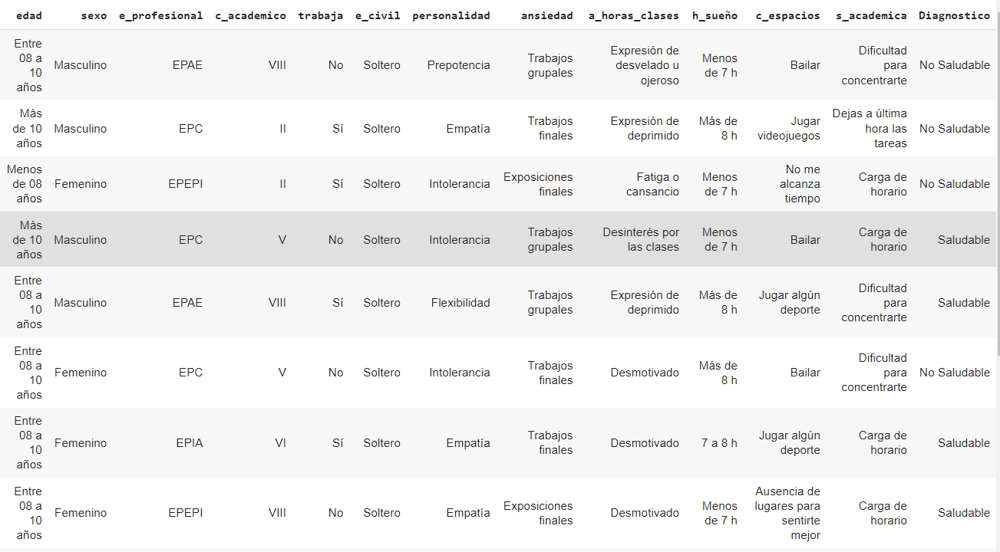 edad sexo e_profesional c_academico trabaja e_civil personalidad ansiedad a_horas_clases h_sueño c_espacios s_academica Diagnostico
Entre 08 a 10 años Masculino EPAE VIII No Soltero Prepotencia Trabajos grupales Expresión de desvelado u ojeroso Menos de 7 h Bailar Dificultad para concentrarte No Saludable
Más de 10 años Masculino EPC II Sí Soltero Empatía Trabajos finales Expresión de deprimido Más de 8 h Jugar videojuegos Dejas a última hora las tareas No Saludable
Menos de 08 años Femenino EPEPI II Sí Soltero Intolerancia Exposiciones finales Fatiga o cansancio Menos de 7 h No me alcanza tiempo Carga de horario No Saludable
Más de 10 años Masculino EPC V No Soltero Intolerancia Trabajos grupales Desinterés por las clases Menos de 7 h Bailar Carga de horario Saludable
Entre 08 a 10 años Masculino EPAE VIII Sí Soltero Flexibilidad Trabajos grupales Expresión de deprimido Más de 8 h Jugar algún deporte Dificultad para concentrarte Saludable
Entre 08 a 10 años Femenino EPC V No Soltero Intolerancia Trabajos finales Desmotivado Más de 8 h Bailar Dificultad para concentrarte No Saludable
Entre 08 a 10 años Femenino EPIA VI Sí Soltero Empatía Trabajos finales Desmotivado 7 a 8 h Jugar algún deporte Carga de horario Saludable
Entre 08 a 10 años Femenino EPEPI VIII No Soltero Empatía Exposiciones finales Desmotivado Menos de 7 h Ausencia de lugares para sentirte mejor Carga de horario Saludable